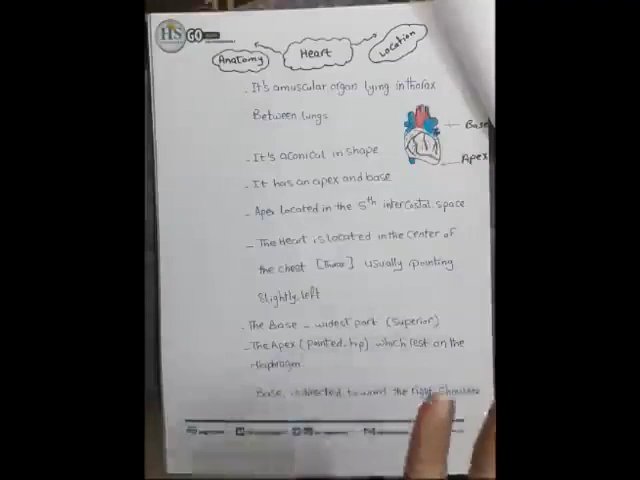 HS GO
Anatomy Heart Location
. It's a muscular organ lying in thorax
Between lungs
Base
. It's a conical in shape
Apex
. It has an apex and base
- Apex located in the 5th intercostal space
- The Heart is located in the center of
the chest [ ] usually pointing
slightly left
. The Base - widest part (Superior)
- The Apex (pointed tip) which rest on the
diaphragm
Base is directed toward the right shoulder